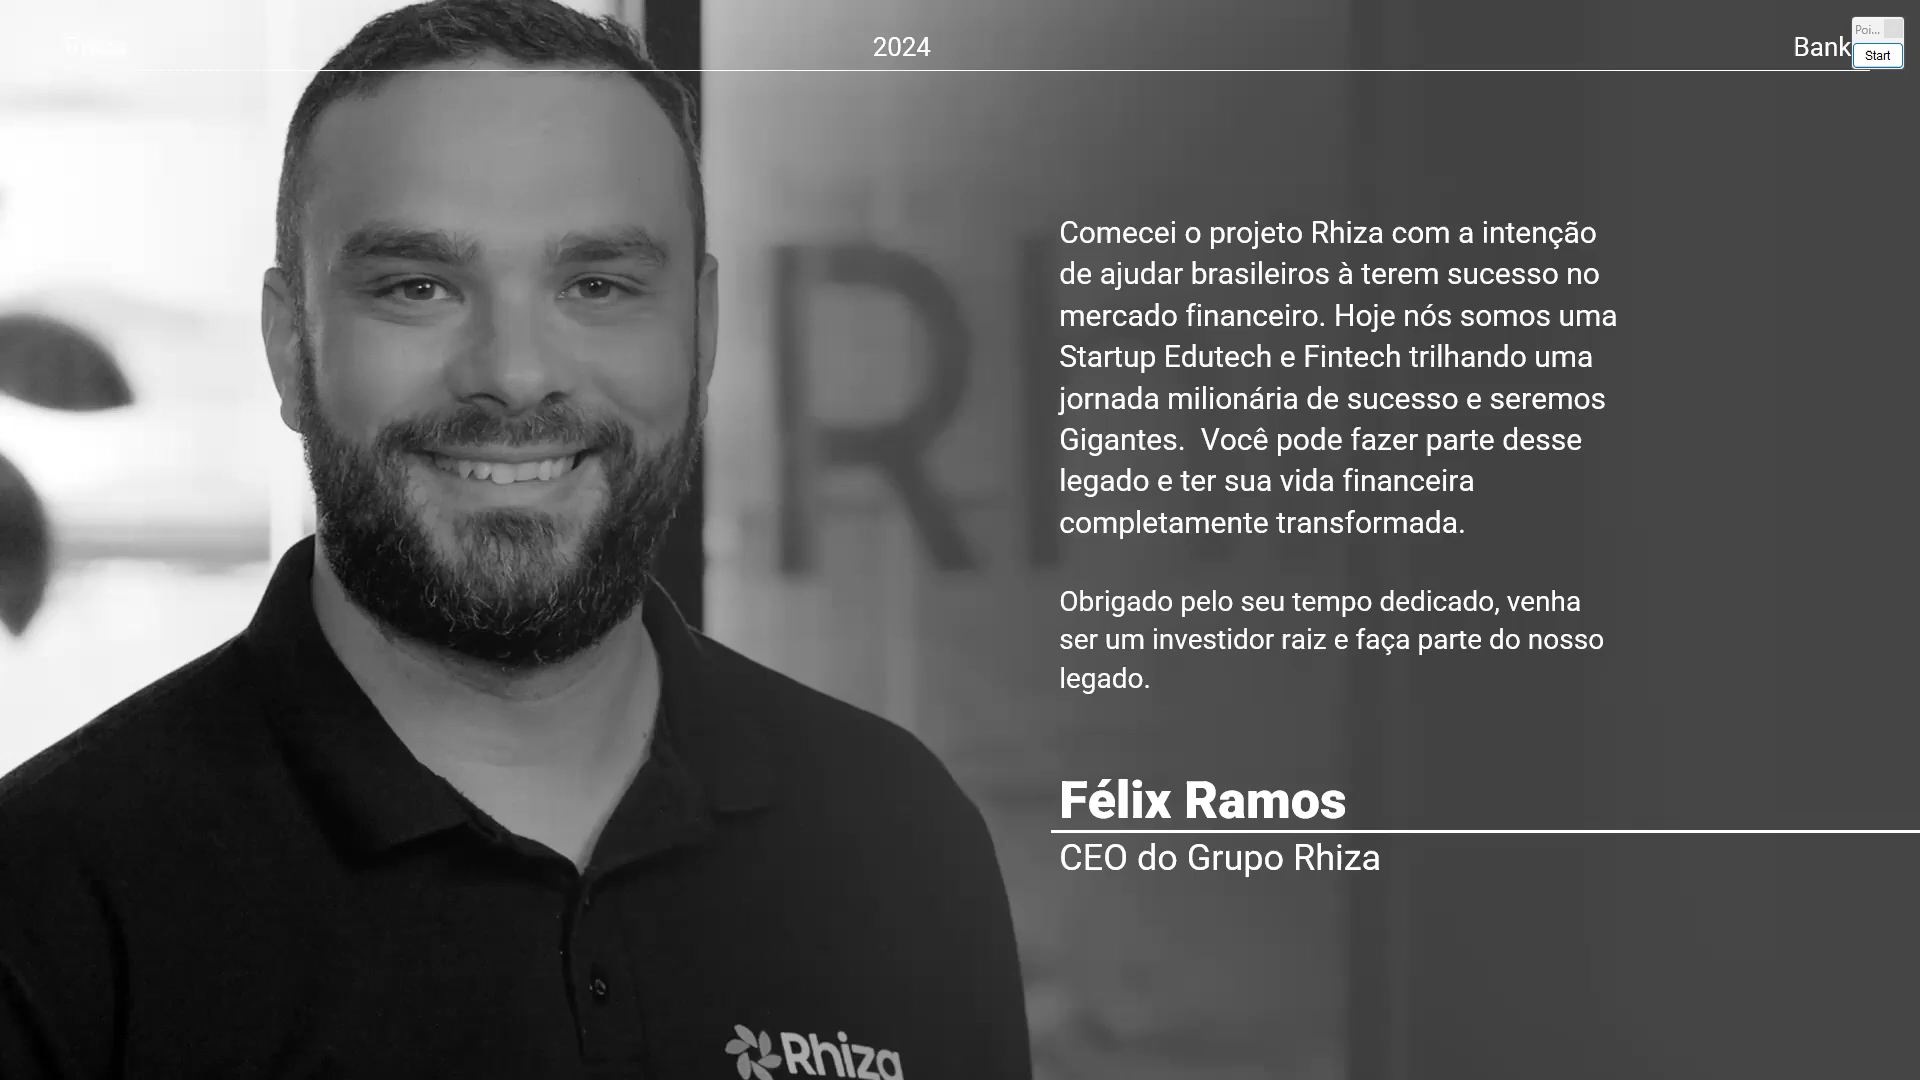 2024
Bank
Poi...
Start
Comecei o projeto Rhiza com a intenção
de ajudar brasileiros à terem sucesso no
mercado financeiro. Hoje nós somos uma
Startup Edutech e Fintech trilhando uma
jornada milionária de sucesso e seremos
Gigantes.  Você pode fazer parte desse
legado e ter sua vida financeira
completamente transformada.
Obrigado pelo seu tempo dedicado, venha
ser um investidor raiz e faça parte do nosso
legado.
Félix Ramos
CEO do Grupo Rhiza
Rhiza